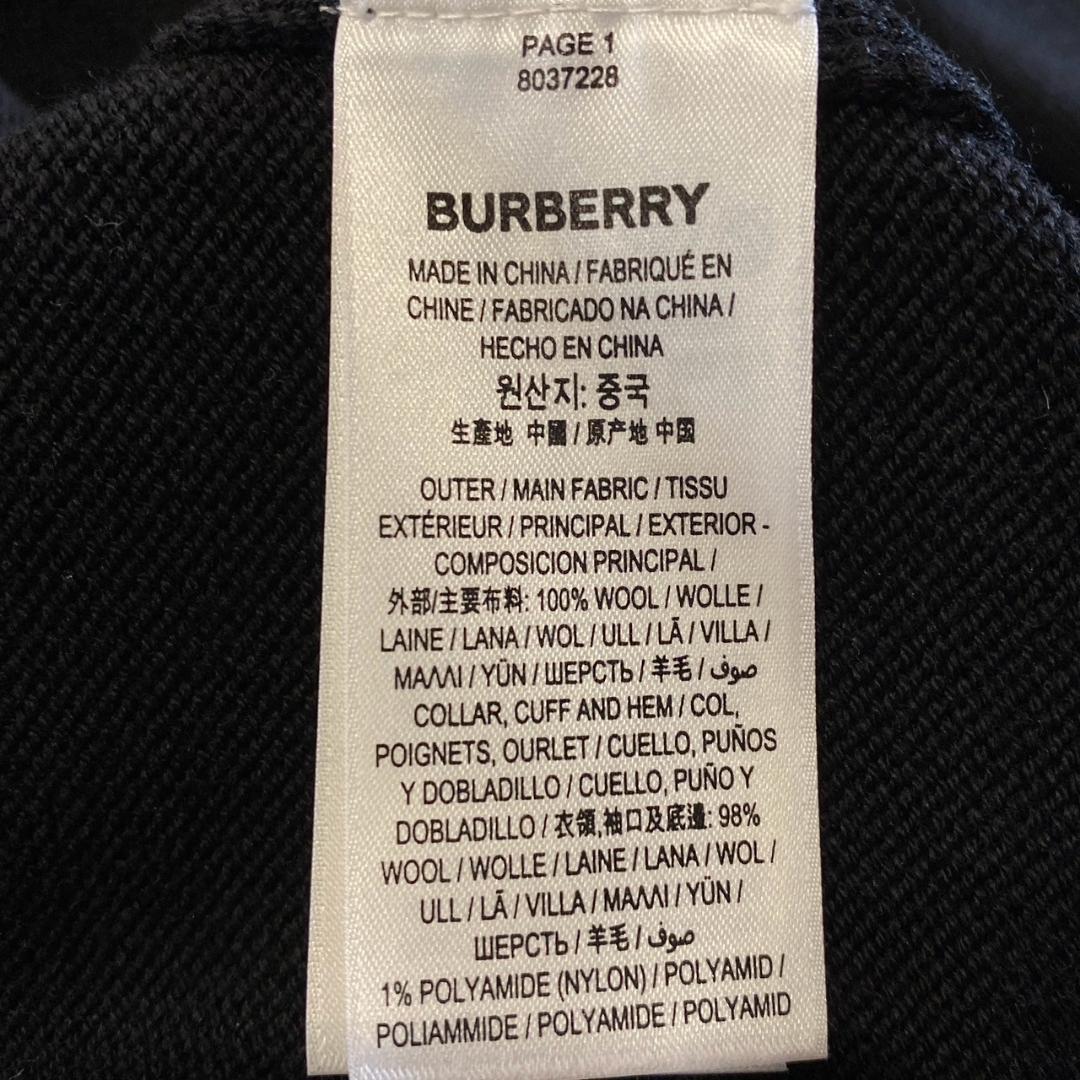 PAGE 1
8037228
BURBERRY
MADE IN CHINA / FABRIQUÉ EN
CHINE / FABRICADO NA CHINA /
HECHO EN CHINA
원산지: 중국
生產地 中國 / 原产地 中国
OUTER / MAIN FABRIC / TISSU
EXTÉRIEUR / PRINCIPAL / EXTERIOR -
COMPOSICION PRINCIPAL /
外部/主要布料: 100% WOOL / WOLLE /
LAINE / LANA / WOL / ULL / LÃ / VILLA /
ΜΑΛΛΙ / YÜN / ШЕРСТЬ / 羊毛 / صوف
COLLAR, CUFF AND HEM / COL,
POIGNETS, OURLET / CUELLO, PUÑOS
Y DOBLADILLO / CUELLO, PUÑO Y
DOBLADILLO / 衣領,袖口及底邊: 98%
WOOL / WOLLE / LAINE / LANA / WOL /
ULL / LÃ / VILLA / ΜΑΛΛΙ / YÜN /
ШЕРСТЬ / 羊毛 / صوف
1% POLYAMIDE (NYLON) / POLYAMID /
POLIAMMIDE / POLYAMIDE / POLYAMID